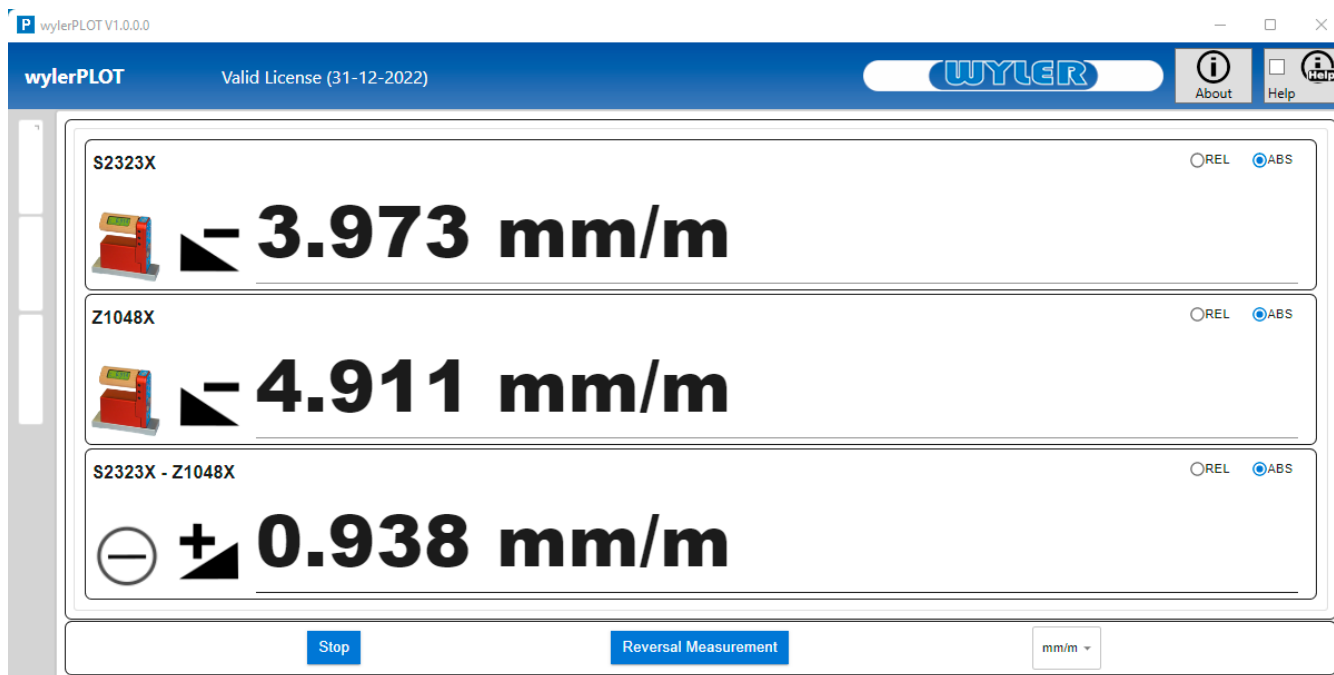 P wylerPLOT V1.0.0.0
wylerPLOT Valid License (31-12-2022) WYLER About Help Help
S2323X REL ABS
− 3.973 mm/m
Z1048X REL ABS
− 4.911 mm/m
S2323X - Z1048X REL ABS
+ 0.938 mm/m
Stop Reversal Measurement mm/m